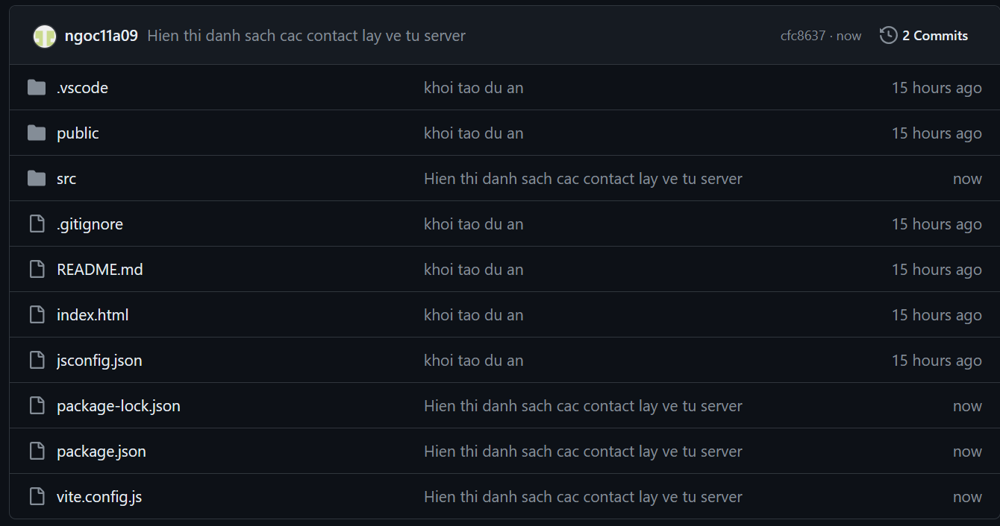 ngoc11a09 Hien thi danh sach cac contact lay ve tu server cfc8637 · now 2 Commits
.vscode khoi tao du an 15 hours ago
public khoi tao du an 15 hours ago
src Hien thi danh sach cac contact lay ve tu server now
.gitignore khoi tao du an 15 hours ago
README.md khoi tao du an 15 hours ago
index.html khoi tao du an 15 hours ago
jsconfig.json khoi tao du an 15 hours ago
package-lock.json Hien thi danh sach cac contact lay ve tu server now
package.json Hien thi danh sach cac contact lay ve tu server now
vite.config.js Hien thi danh sach cac contact lay ve tu server now